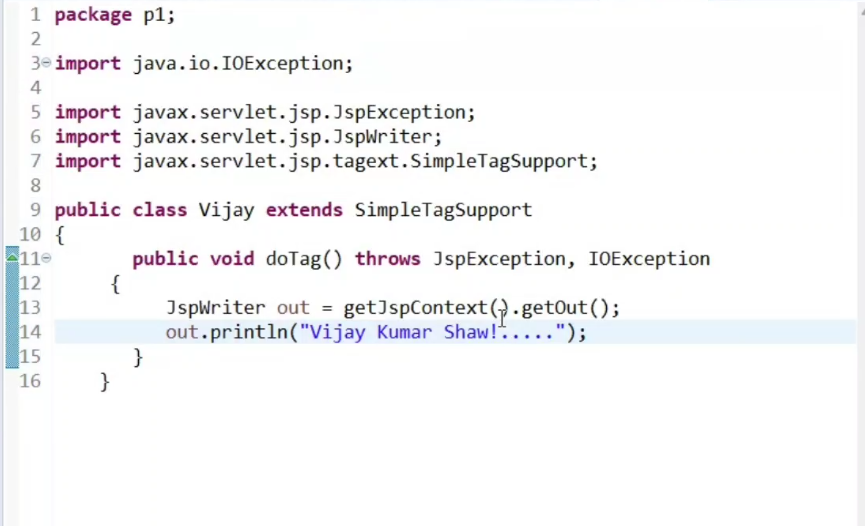 1 package p1;
2
3 import java.io.IOException;
4
5 import javax.servlet.jsp.JspException;
6 import javax.servlet.jsp.JspWriter;
7 import javax.servlet.jsp.tagext.SimpleTagSupport;
8
9 public class Vijay extends SimpleTagSupport
10 {
11 public void doTag() throws JspException, IOException
12 {
13 JspWriter out = getJspContext().getOut();
14 out.println("Vijay Kumar Shaw!.....");
15 }
16 }